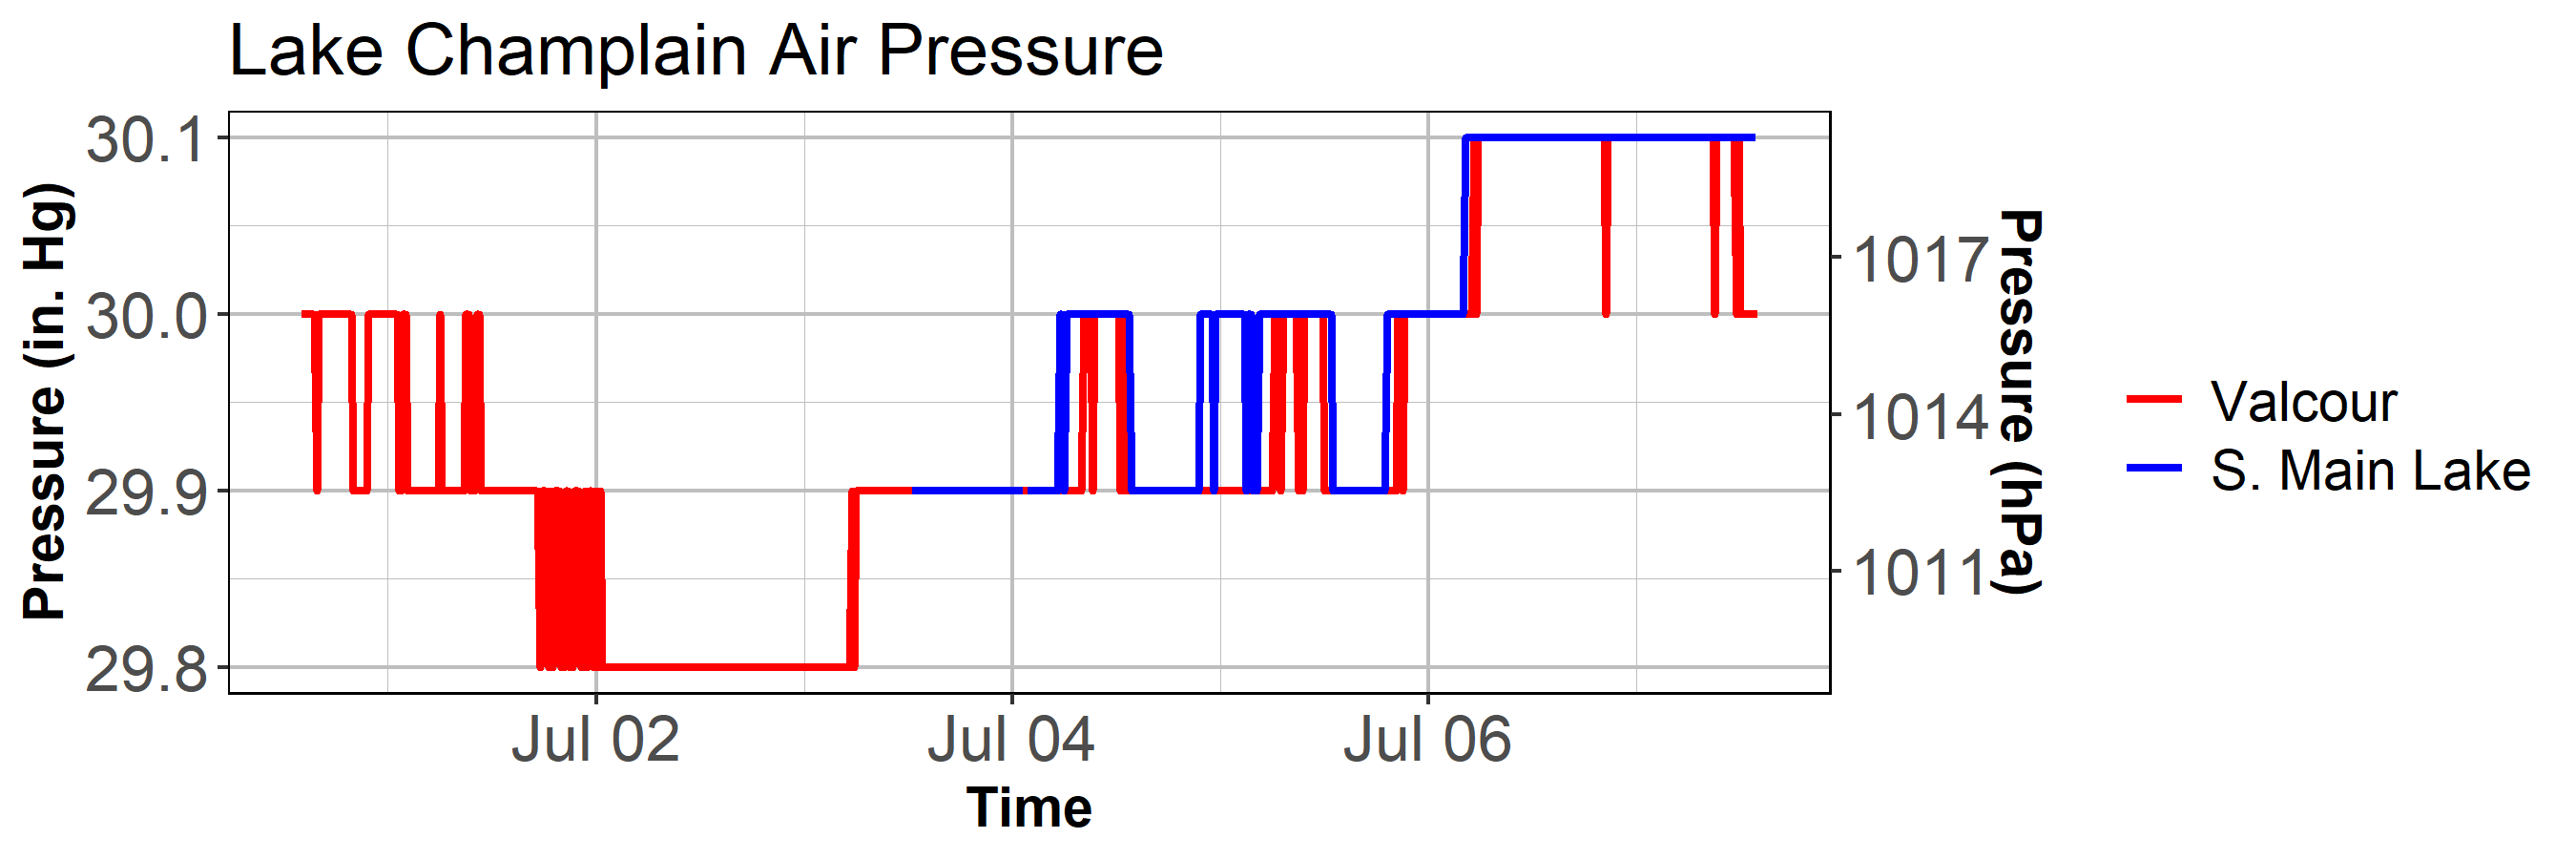 Lake Champlain Air Pressure
30.1
30.0
29.9
29.8
Pressure (in. Hg)
1017
1014
1011
Pressure (hPa)
Valcour
S. Main Lake
Jul 02
Jul 04
Jul 06
Time